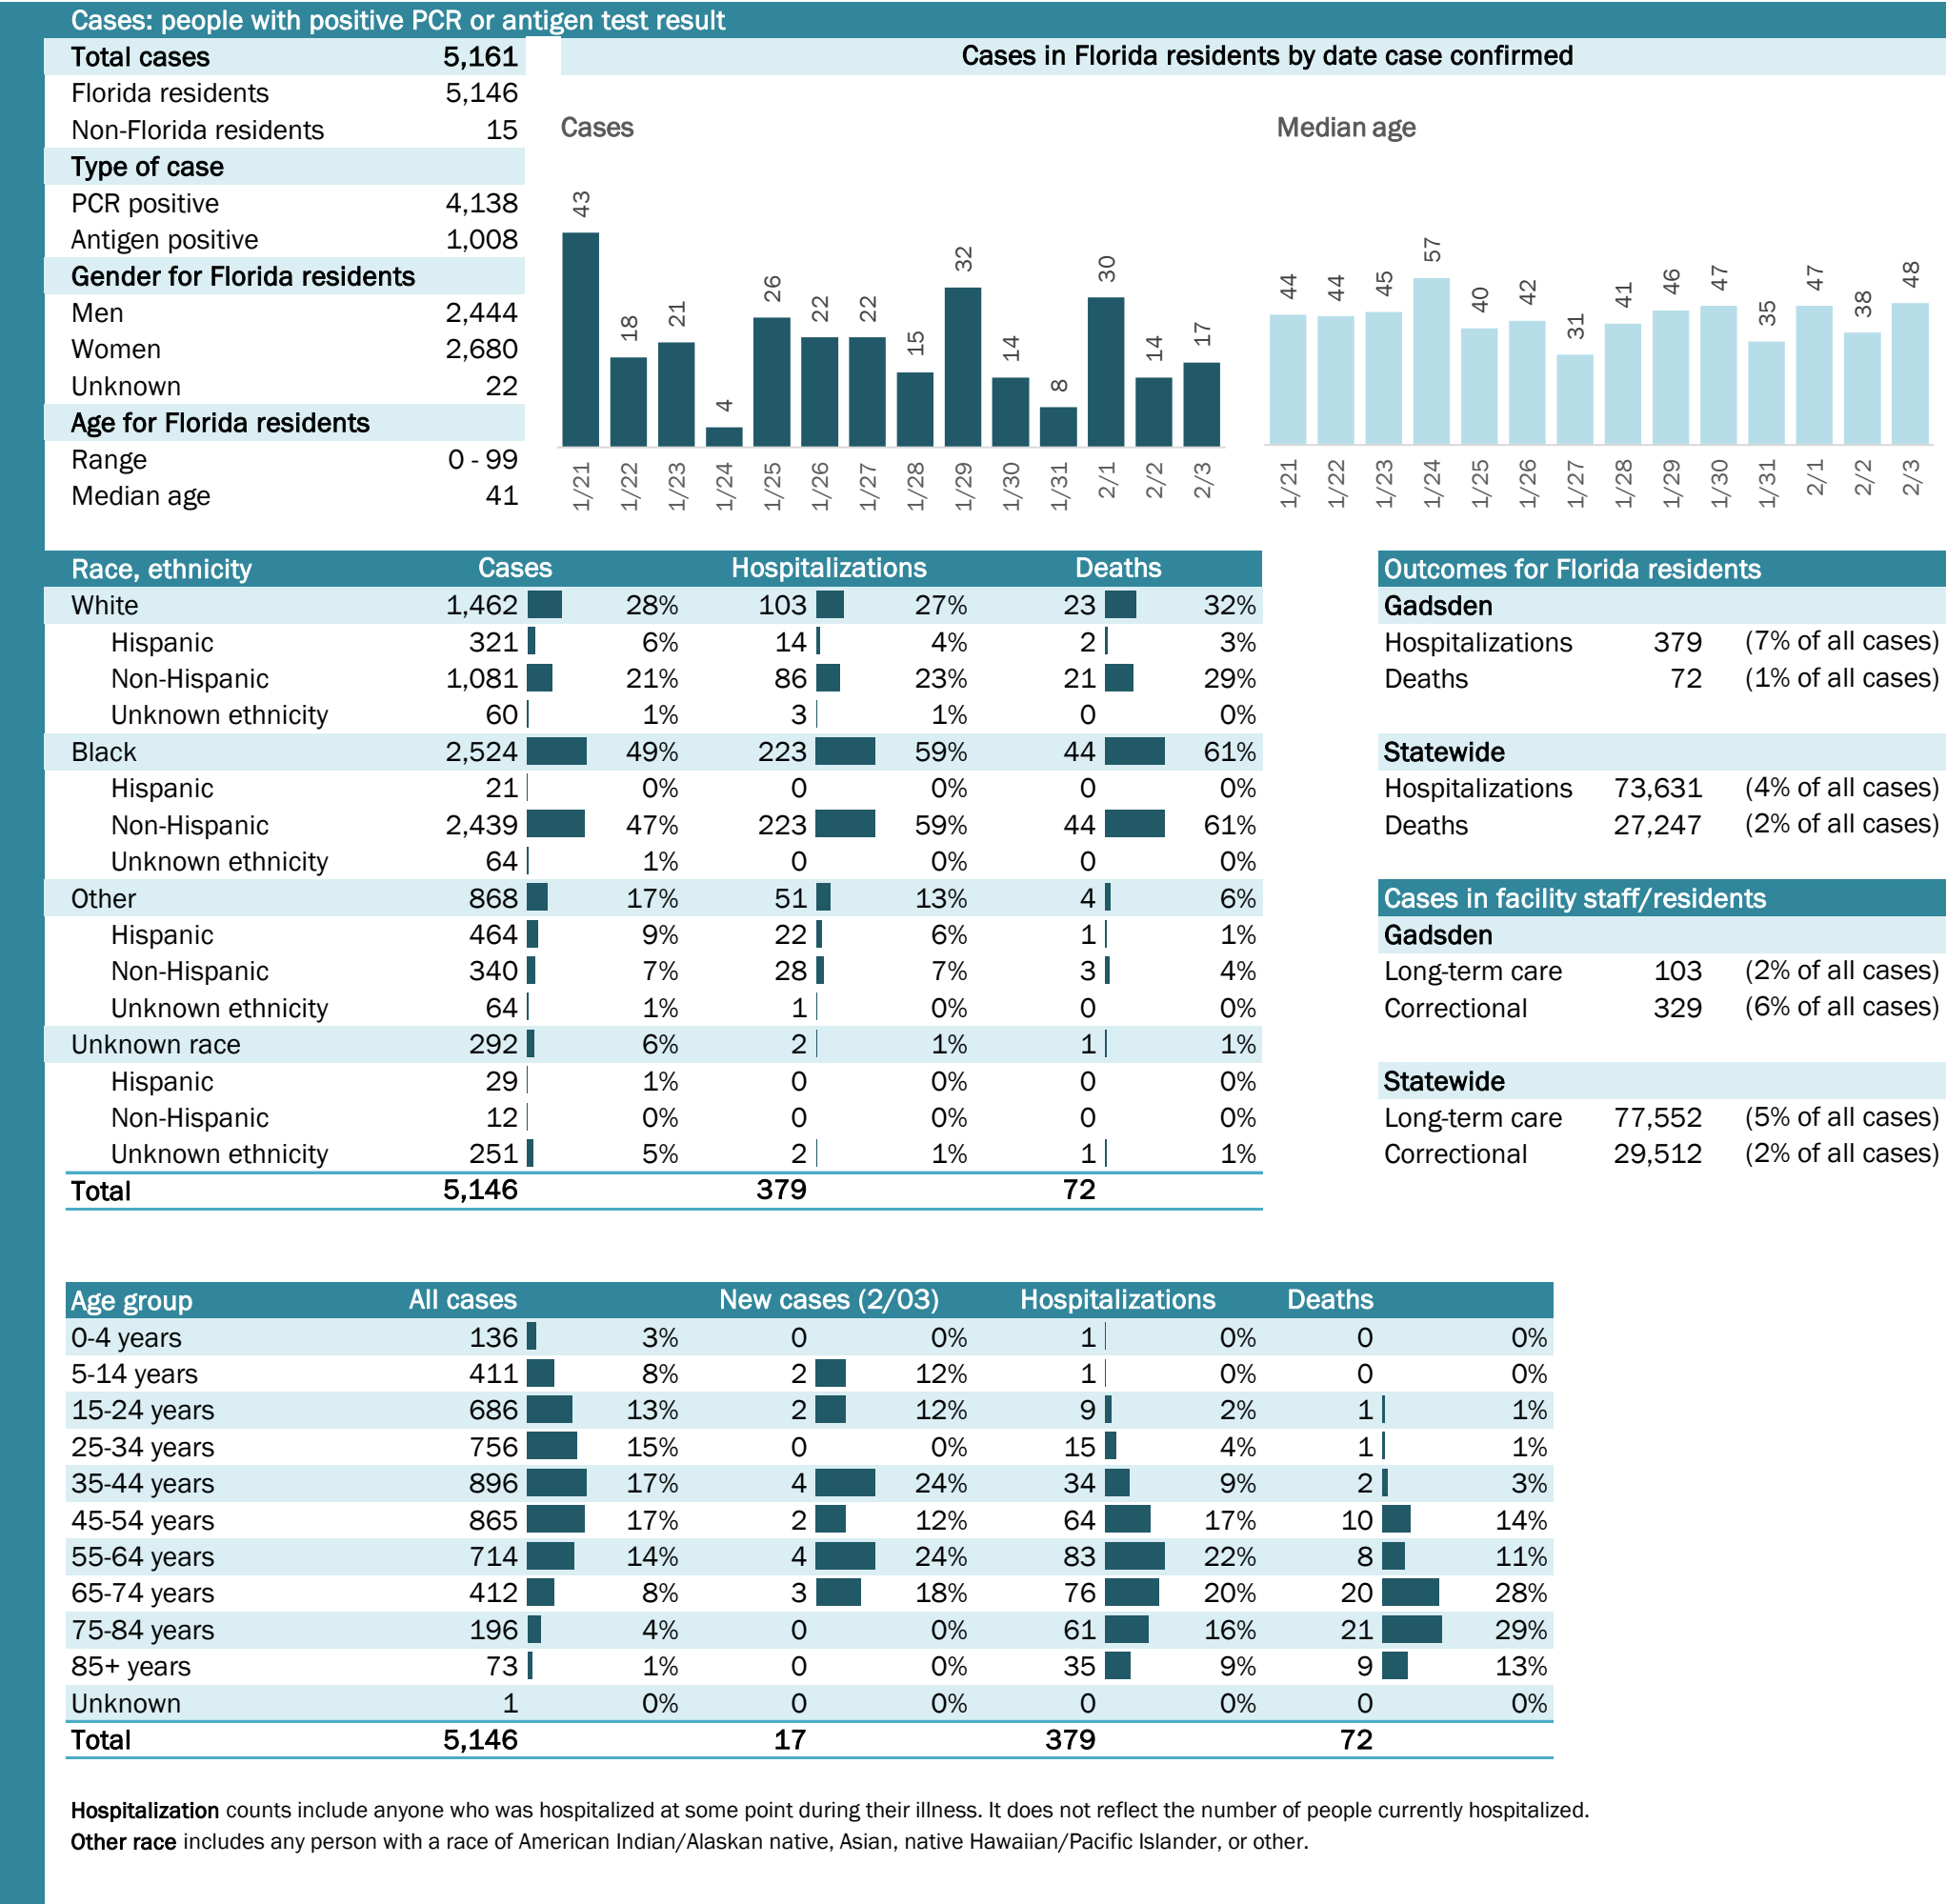 Cases: people with positive PCR or antigen test result
Total cases 5,161
Florida residents 5,146
Non-Florida residents 15
Type of case
PCR positive 4,138
Antigen positive 1,008
Gender for Florida residents
Men 2,444
Women 2,680
Unknown 22
Age for Florida residents
Range 0 - 99
Median age 41
Cases in Florida residents by date case confirmed
Cases
43 18 21 4 26 22 22 15 32 14 8 30 14 17
1/21 1/22 1/23 1/24 1/25 1/26 1/27 1/28 1/29 1/30 1/31 2/1 2/2 2/3
Median age
44 44 45 57 40 42 31 41 46 47 35 47 38 48
1/21 1/22 1/23 1/24 1/25 1/26 1/27 1/28 1/29 1/30 1/31 2/1 2/2 2/3
Race, ethnicity Cases Hospitalizations Deaths
White 1,462 28% 103 27% 23 32%
Hispanic 321 6% 14 4% 2 3%
Non-Hispanic 1,081 21% 86 23% 21 29%
Unknown ethnicity 60 1% 3 1% 0 0%
Black 2,524 49% 223 59% 44 61%
Hispanic 21 0% 0 0% 0 0%
Non-Hispanic 2,439 47% 223 59% 44 61%
Unknown ethnicity 64 1% 0 0% 0 0%
Other 868 17% 51 13% 4 6%
Hispanic 464 9% 22 6% 1 1%
Non-Hispanic 340 7% 28 7% 3 4%
Unknown ethnicity 64 1% 1 0% 0 0%
Unknown race 292 6% 2 1% 1 1%
Hispanic 29 1% 0 0% 0 0%
Non-Hispanic 12 0% 0 0% 0 0%
Unknown ethnicity 251 5% 2 1% 1 1%
Total 5,146 379 72
Outcomes for Florida residents
Gadsden
Hospitalizations 379 (7% of all cases)
Deaths 72 (1% of all cases)
Statewide
Hospitalizations 73,631 (4% of all cases)
Deaths 27,247 (2% of all cases)
Cases in facility staff/residents
Gadsden
Long-term care 103 (2% of all cases)
Correctional 329 (6% of all cases)
Statewide
Long-term care 77,552 (5% of all cases)
Correctional 29,512 (2% of all cases)
Age group All cases New cases (2/03) Hospitalizations Deaths
0-4 years 136 3% 0 0% 1 0% 0 0%
5-14 years 411 8% 2 12% 1 0% 0 0%
15-24 years 686 13% 2 12% 9 2% 1 1%
25-34 years 756 15% 0 0% 15 4% 1 1%
35-44 years 896 17% 4 24% 34 9% 2 3%
45-54 years 865 17% 2 12% 64 17% 10 14%
55-64 years 714 14% 4 24% 83 22% 8 11%
65-74 years 412 8% 3 18% 76 20% 20 28%
75-84 years 196 4% 0 0% 61 16% 21 29%
85+ years 73 1% 0 0% 35 9% 9 13%
Unknown 1 0% 0 0% 0 0% 0 0%
Total 5,146 17 379 72
Hospitalization counts include anyone who was hospitalized at some point during their illness. It does not reflect the number of people currently hospitalized.
Other race includes any person with a race of American Indian/Alaskan native, Asian, native Hawaiian/Pacific Islander, or other.